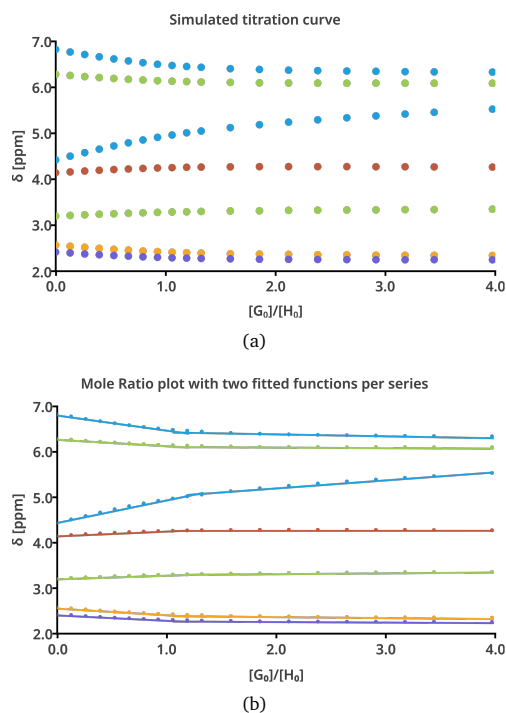 Simulated titration curve
7.0
6.0
5.0
4.0
3.0
2.0
δ [ppm]
0.0 1.0 2.0 3.0 4.0
[G₀]/[H₀]
(a)
Mole Ratio plot with two fitted functions per series
7.0
6.0
5.0
4.0
3.0
2.0
δ [ppm]
0.0 1.0 2.0 3.0 4.0
[G₀]/[H₀]
(b)